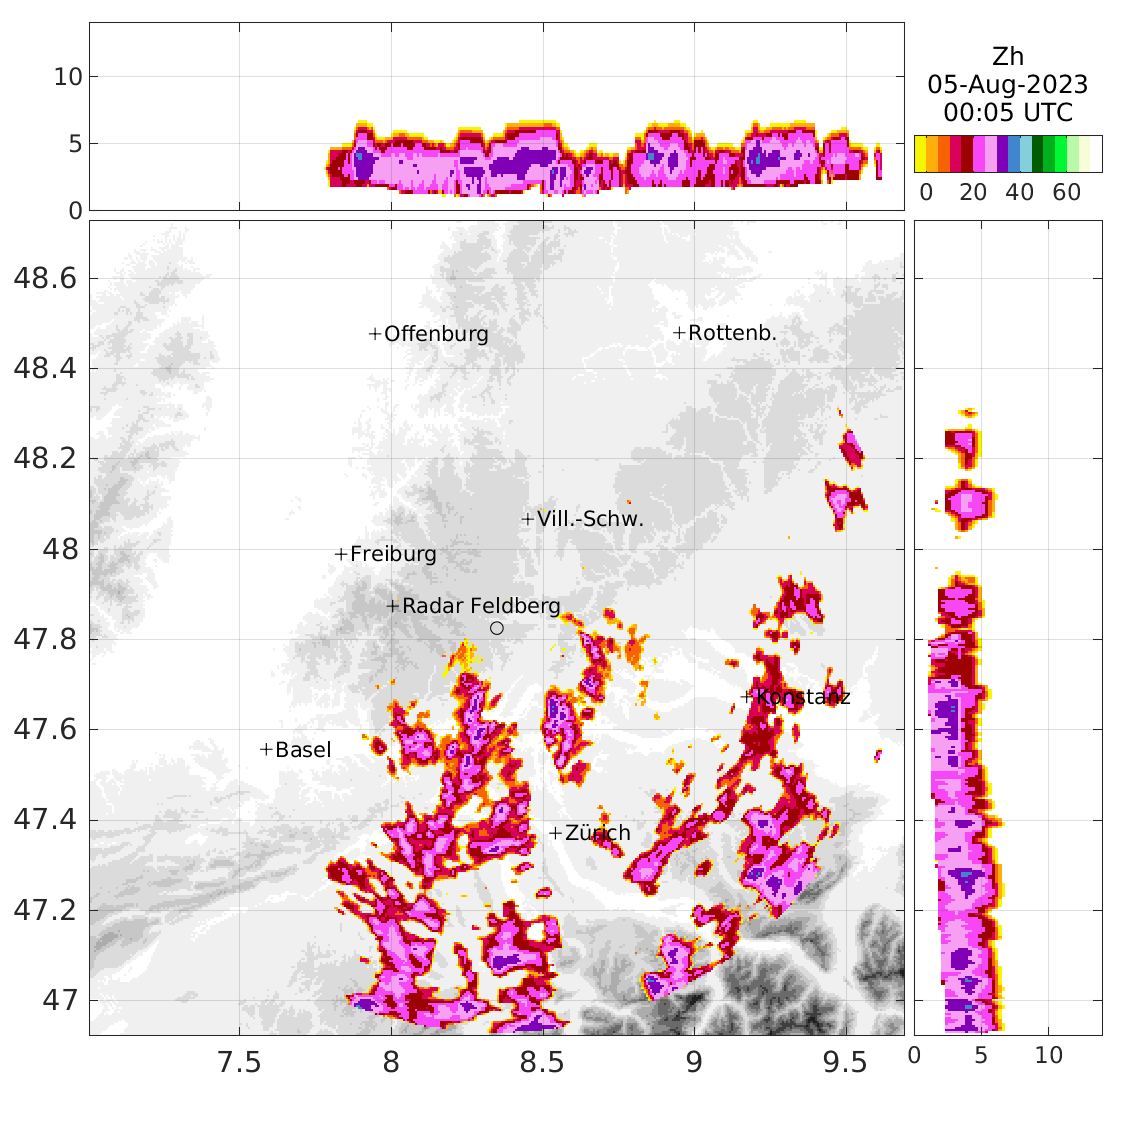 Zh
05-Aug-2023
00:05 UTC
0 20 40 60
10
5
0
48.6
48.4
48.2
48
47.8
47.6
47.4
47.2
47
Offenburg
Rottenb.
Vill.-Schw.
Freiburg
Radar Feldberg
Konstanz
Basel
Zürich
7.5 8 8.5 9 9.5
0 5 10